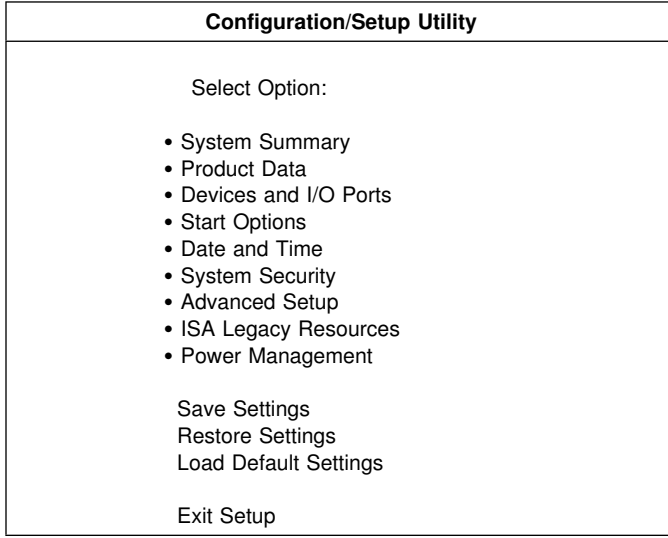 Configuration/Setup Utility
Select Option:
• System Summary
• Product Data
• Devices and I/O Ports
• Start Options
• Date and Time
• System Security
• Advanced Setup
• ISA Legacy Resources
• Power Management
Save Settings
Restore Settings
Load Default Settings
Exit Setup